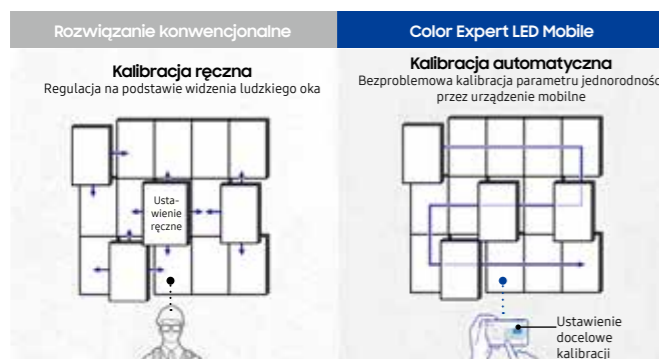 Rozwiązanie konwencjonalne
Kalibracja ręczna
Regulacja na podstawie widzenia ludzkiego oka
Usta-
wienie
ręczne
Color Expert LED Mobile
Kalibracja automatyczna
Bezproblemowa kalibracja parametru jednorodnośc
przez urządzenie mobilne
Ustawienie
docelowe
kalibracji